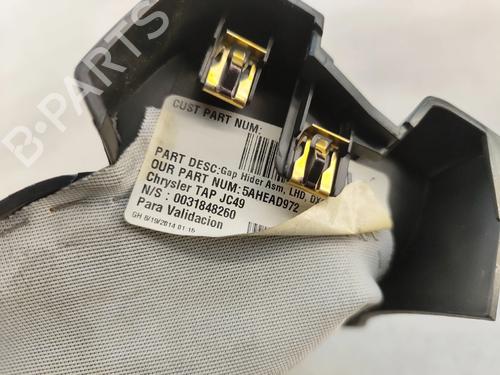 B-PARTS
CUST PART NUM:
PART DESC:Gap Hider Asm, LHD, DX
OUR PART NUM:5AHEAD972
Chrysler TAP JC49
N/S : 0031848260
Para Validacion
GH 8/19/2014 01:15